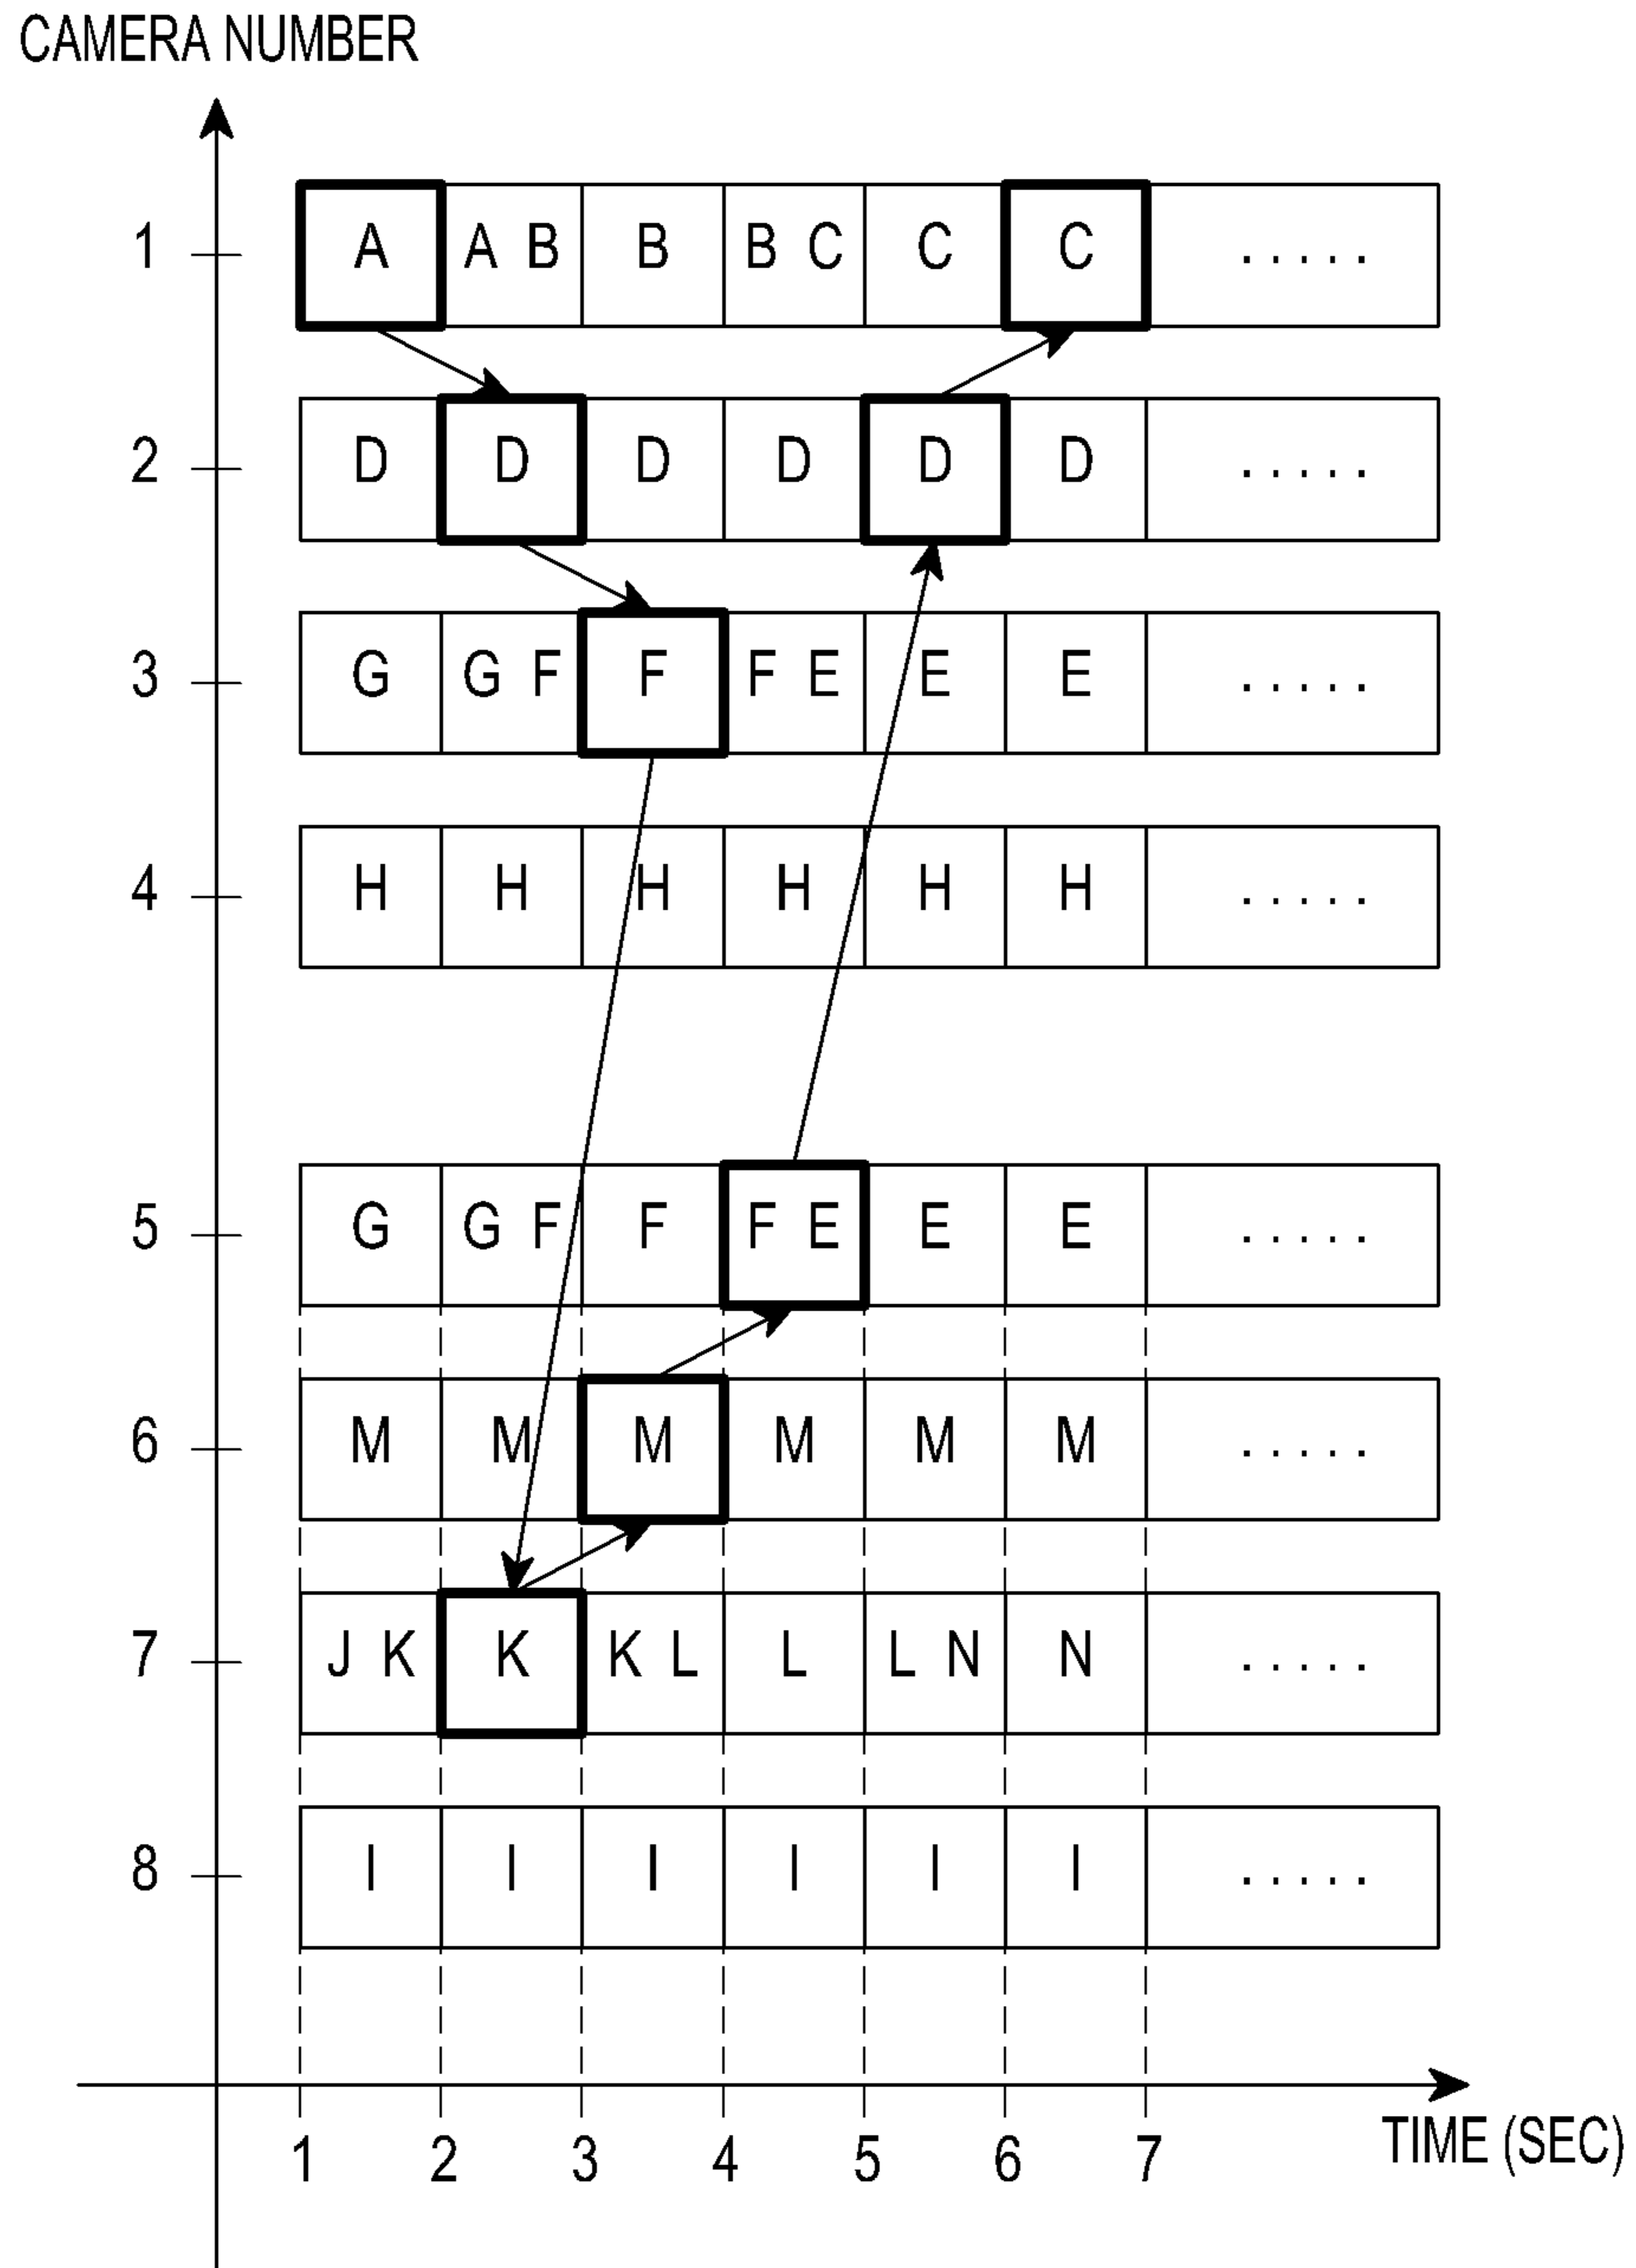 CAMERA NUMBER
1 A A B B B C C C .....
2 D D D D D D .....
3 G G F F F E E E .....
4 H H H H H H .....
5 G G F F F E E E .....
6 M M M M M M .....
7 J K K K L L L N N .....
8 I I I I I I .....
1 2 3 4 5 6 7
TIME (SEC)